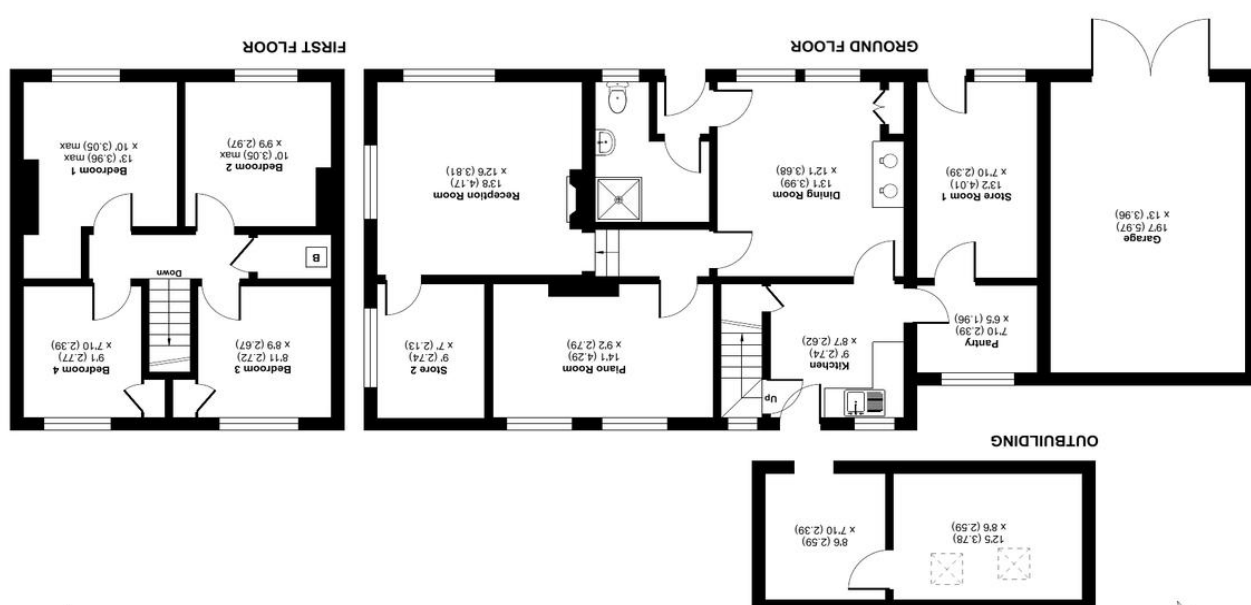 12'5 (3.78)
x 8'6 (2.59)
8'6 (2.59)
x 7'10 (2.39)
OUTBUILDING
Up
Pantry
7'10 (2.39)
x 6'5 (1.96)
Kitchen
9' (2.74)
x 8'7 (2.62)
Piano Room
14'1 (4.29)
x 9'2 (2.79)
Store 2
9' (2.74)
x 7' (2.13)
Bedroom 3
8'11 (2.72)
x 8'9 (2.67)
Bedroom 4
9'1 (2.77)
x 7'10 (2.39)
Down
B
Garage
19'7 (5.97)
x 13' (3.96)
Store Room 1
13'2 (4.01)
x 7'10 (2.39)
Dining Room
13'1 (3.99)
x 12'1 (3.68)
Reception Room
13'8 (4.17)
x 12'6 (3.81)
Bedroom 2
10' (3.05) max
x 9'9 (2.97)
Bedroom 1
13' (3.96) max
x 10' (3.05) max
GROUND FLOOR
FIRST FLOOR